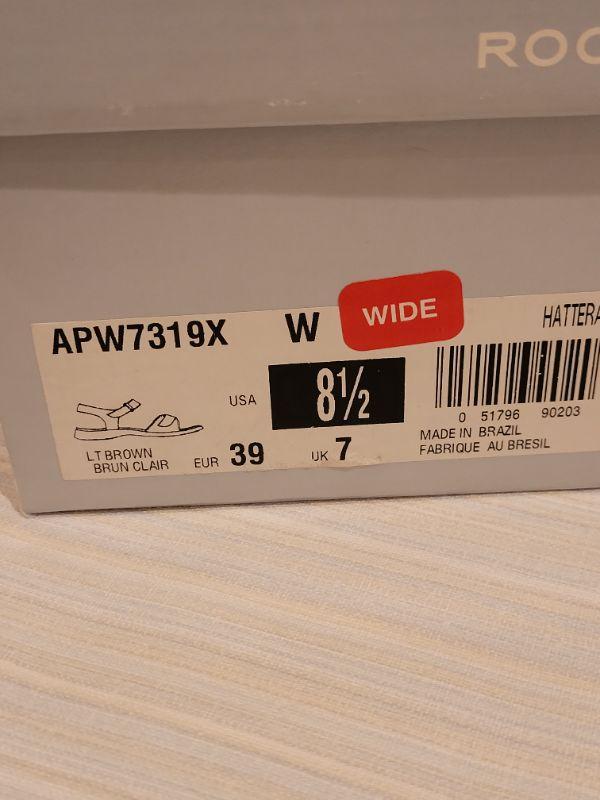 ROC
APW7319X W WIDE HATTERA
USA 8½
0 51796 90203
LT BROWN
BRUN CLAIR
EUR 39 UK 7
MADE IN BRAZIL
FABRIQUE AU BRESIL